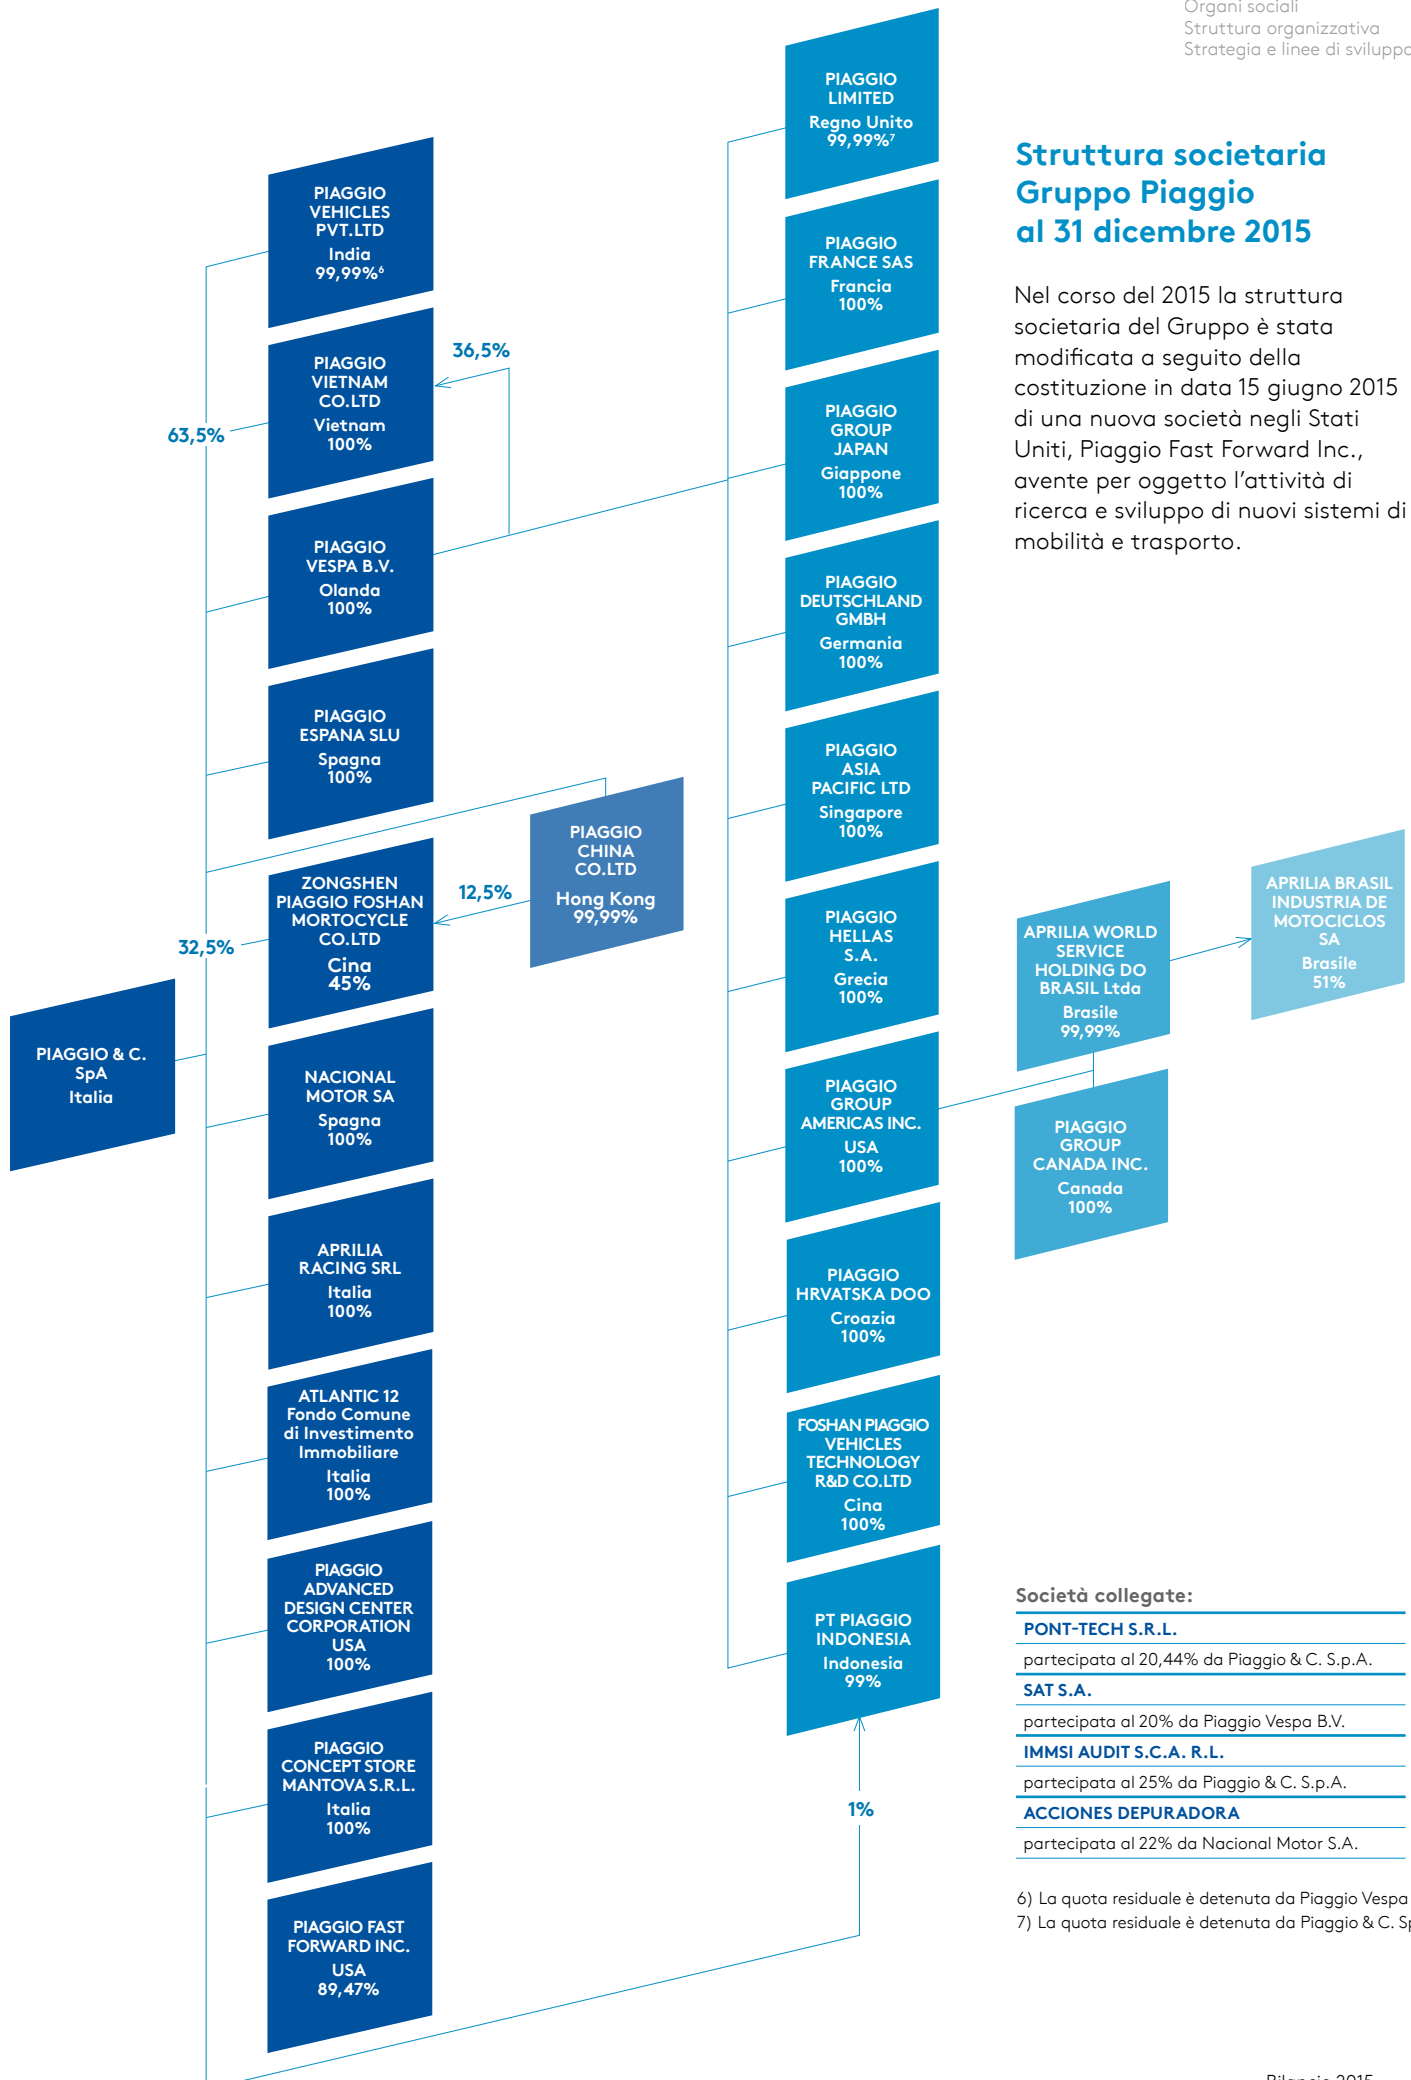 Organi sociali
Struttura organizzativa
Strategia e linee di sviluppo
Struttura societaria
Gruppo Piaggio
al 31 dicembre 2015
Nel corso del 2015 la struttura
societaria del Gruppo è stata
modificata a seguito della
costituzione in data 15 giugno 2015
di una nuova società negli Stati
Uniti, Piaggio Fast Forward Inc.,
avente per oggetto l’attività di
ricerca e sviluppo di nuovi sistemi di
mobilità e trasporto.
PIAGGIO & C.
SpA
Italia
63,5%
32,5%
PIAGGIO
VEHICLES
PVT.LTD
India
99,99%⁶
PIAGGIO
VIETNAM
CO.LTD
Vietnam
100%
36,5%
PIAGGIO
VESPA B.V.
Olanda
100%
PIAGGIO
ESPANA SLU
Spagna
100%
ZONGSHEN
PIAGGIO FOSHAN
MORTOCYCLE
CO.LTD
Cina
45%
12,5%
PIAGGIO
CHINA
CO.LTD
Hong Kong
99,99%
NACIONAL
MOTOR SA
Spagna
100%
APRILIA
RACING SRL
Italia
100%
ATLANTIC 12
Fondo Comune
di Investimento
Immobiliare
Italia
100%
PIAGGIO
ADVANCED
DESIGN CENTER
CORPORATION
USA
100%
PIAGGIO
CONCEPT STORE
MANTOVA S.R.L.
Italia
100%
PIAGGIO FAST
FORWARD INC.
USA
89,47%
PIAGGIO
LIMITED
Regno Unito
99,99%⁷
PIAGGIO
FRANCE SAS
Francia
100%
PIAGGIO
GROUP
JAPAN
Giappone
100%
PIAGGIO
DEUTSCHLAND
GMBH
Germania
100%
PIAGGIO
ASIA
PACIFIC LTD
Singapore
100%
PIAGGIO
HELLAS
S.A.
Grecia
100%
PIAGGIO
GROUP
AMERICAS INC.
USA
100%
PIAGGIO
HRVATSKA DOO
Croazia
100%
FOSHAN PIAGGIO
VEHICLES
TECHNOLOGY
R&D CO.LTD
Cina
100%
PT PIAGGIO
INDONESIA
Indonesia
99%
1%
APRILIA WORLD
SERVICE
HOLDING DO
BRASIL Ltda
Brasile
99,99%
PIAGGIO
GROUP
CANADA INC.
Canada
100%
APRILIA BRASIL
INDUSTRIA DE
MOTOCICLOS
SA
Brasile
51%
Società collegate:
PONT-TECH S.R.L.
partecipata al 20,44% da Piaggio & C. S.p.A.
SAT S.A.
partecipata al 20% da Piaggio Vespa B.V.
IMMSI AUDIT S.C.A. R.L.
partecipata al 25% da Piaggio & C. S.p.A.
ACCIONES DEPURADORA
partecipata al 22% da Nacional Motor S.A.
6) La quota residuale è detenuta da Piaggio Vespa
7) La quota residuale è detenuta da Piaggio & C.
Bilancio 2015